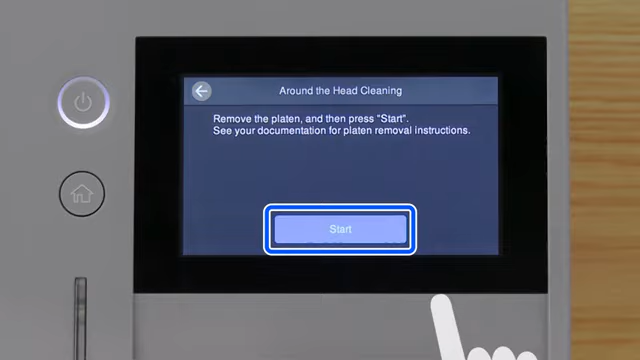 Around the Head Cleaning
Remove the platen, and then press "Start".
See your documentation for platen removal instructions.
Start